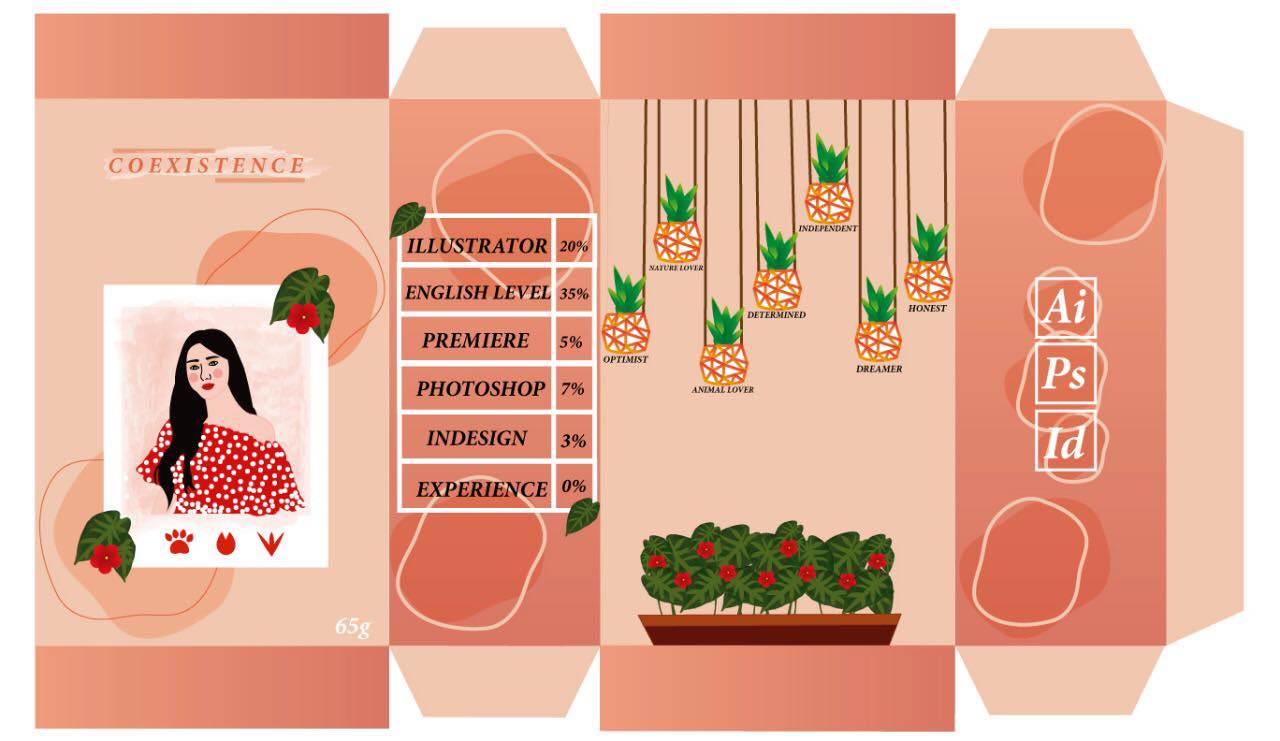 COEXISTENCE
65g
ILLUSTRATOR 20%
ENGLISH LEVEL 35%
PREMIERE 5%
PHOTOSHOP 7%
INDESIGN 3%
EXPERIENCE 0%
INDEPENDENT
NATURE LOVER
DETERMINED
HONEST
OPTIMIST
DREAMER
ANIMAL LOVER
Ai
Ps
Id